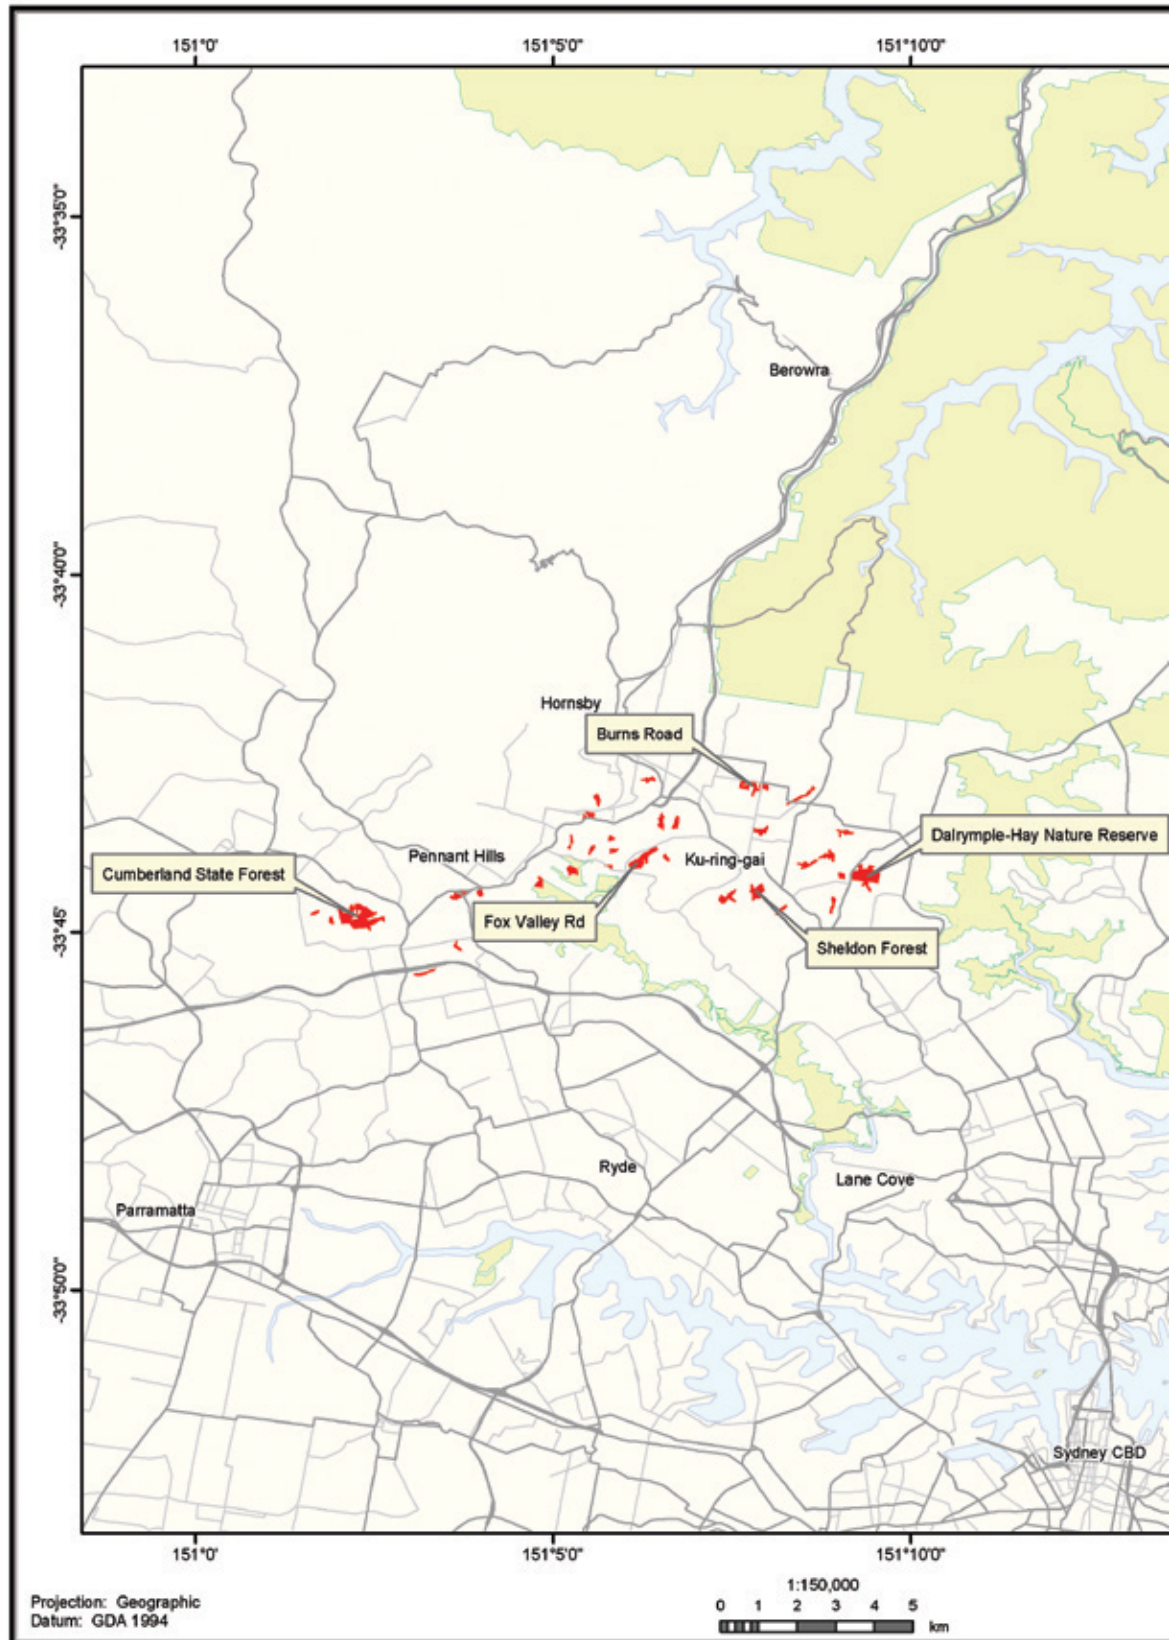 151°0' 151°5'0" 151°10'0"
-33°35'0"
Berowra
-33°40'0"
Hornsby
Burns Road
Dalrymple-Hay Nature Reserve
Pennant Hills
Ku-ring-gai
Cumberland State Forest
Fox Valley Rd
-33°45'
Sheldon Forest
Ryde
Lane Cove
Parramatta
-33°50'0"
Sydney CBD
151°0' 151°5'0" 151°10'0"
1:150,000
Projection: Geographic
0 1 2 3 4 5
Datum: GDA 1994
km